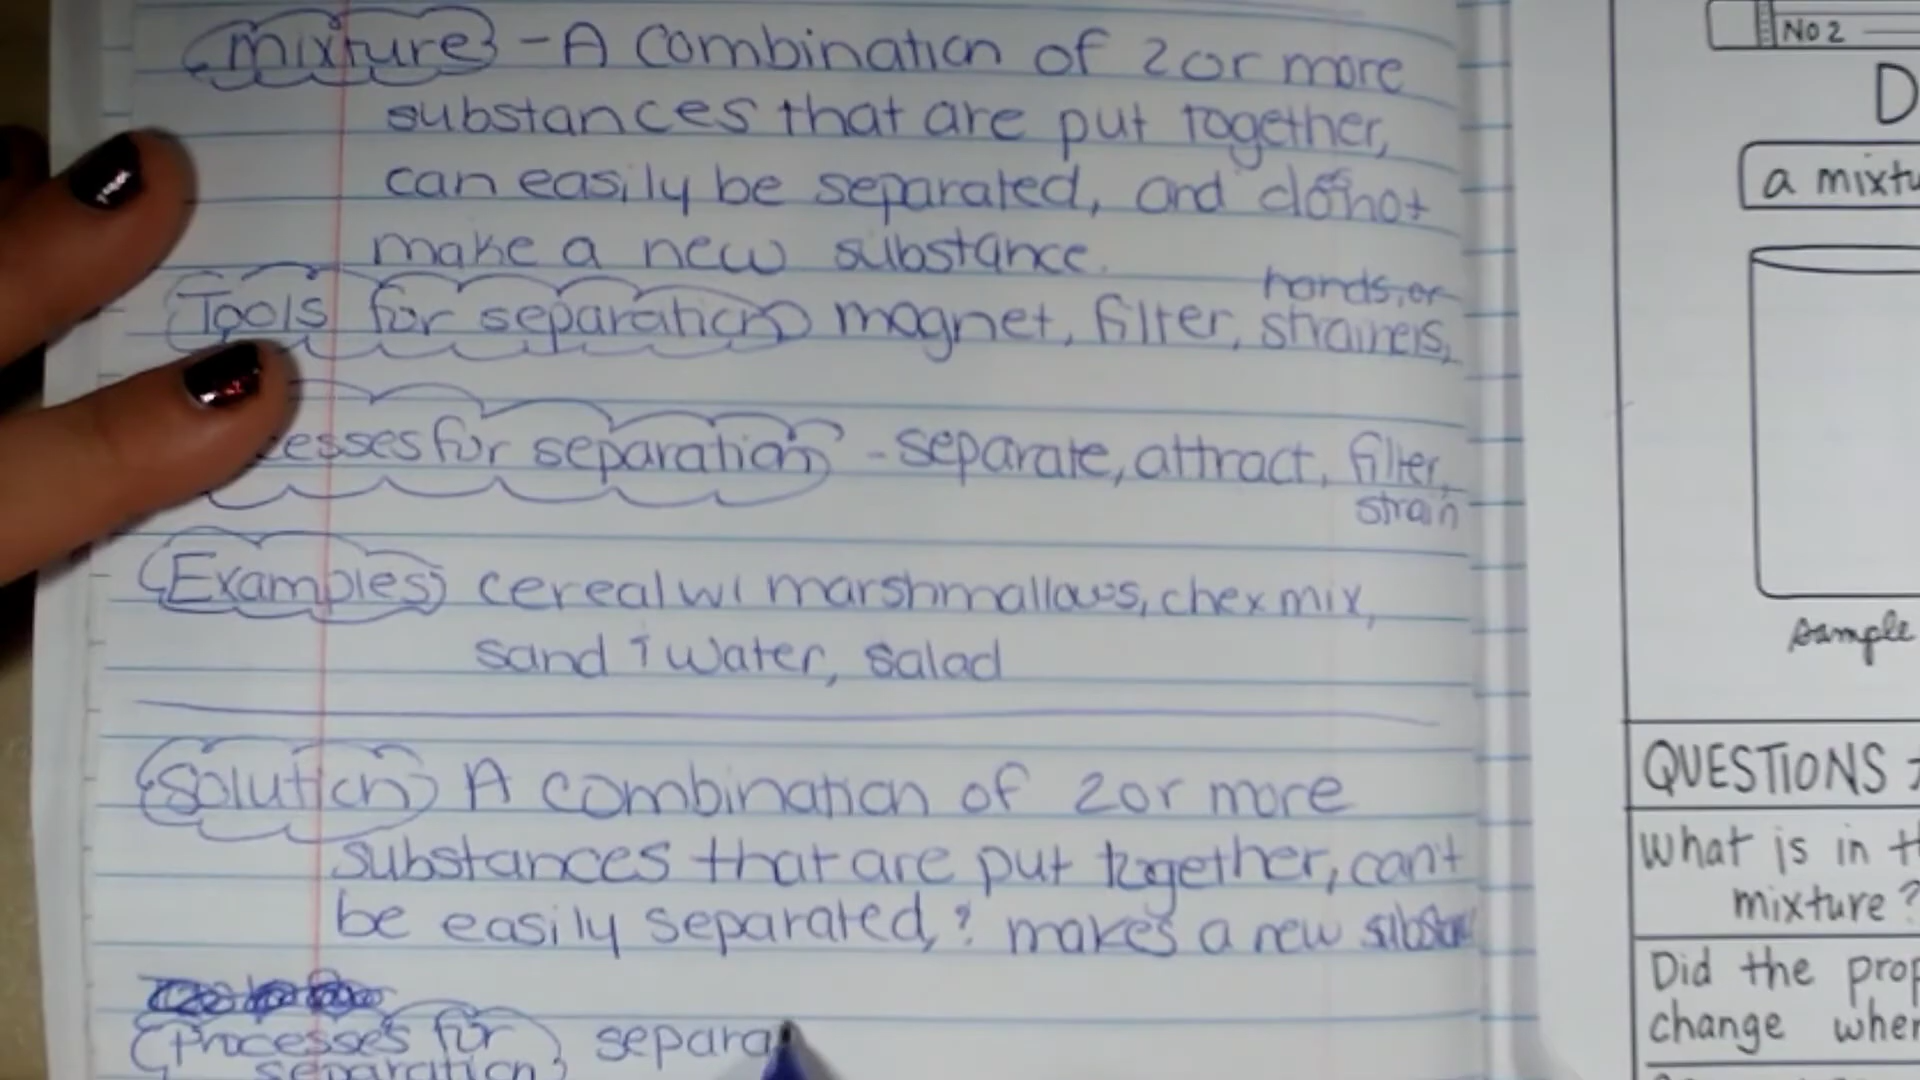 mixture - A combination of 2 or more
substances that are put together,
can easily be separated, and do not
make a new substance.
Tools for separation magnet, filter, strainers,
hands, or
esses for separation - separate, attract, filter,
strain
Examples cereal w/ marshmallows, chex mix,
sand & water, salad
Solution A combination of 2 or more
substances that are put together, can't
be easily separated, & makes a new substan
Processes for separa
separation
No 2
D
a mixtu
sample
QUESTIONS
What is in th
mixture?
Did the prop
change when